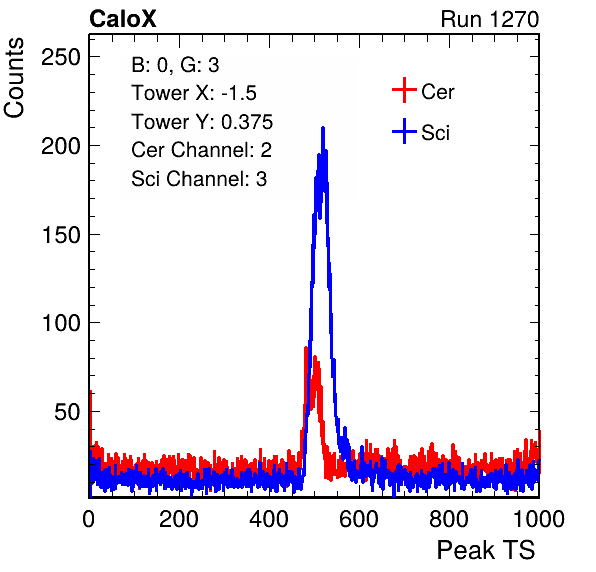 CaloX Run 1270
Counts
250
200
150
100
50
B: 0, G: 3
Tower X: -1.5
Tower Y: 0.375
Cer Channel: 2
Sci Channel: 3
Cer
Sci
0 200 400 600 800 1000
Peak TS